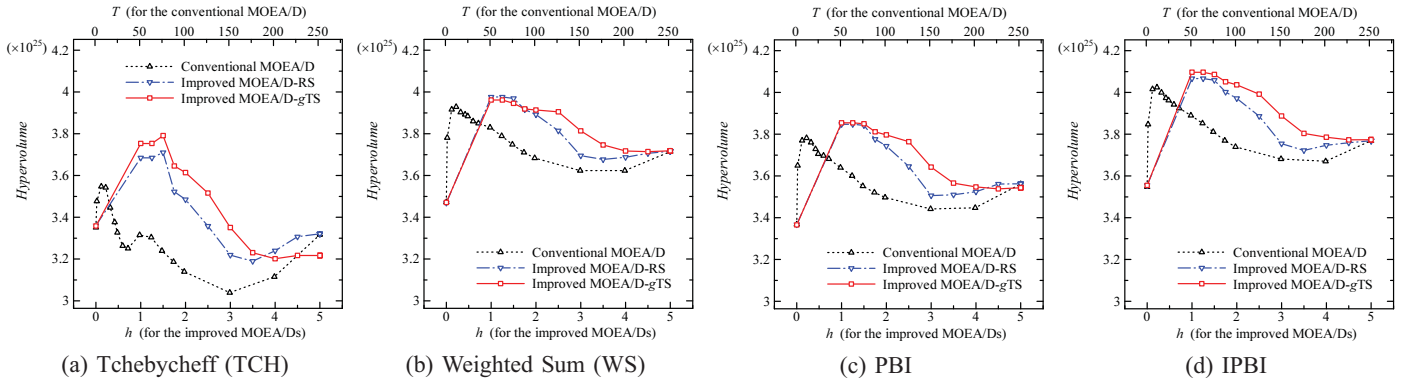 T (for the conventional MOEA/D)
0 50 100 150 200 250
(×10²⁵)
4.2
4
3.8
3.6
3.4
3.2
3
Hypervolume
Conventional MOEA/D
Improved MOEA/D-RS
Improved MOEA/D-gTS
0 1 2 3 4 5
h (for the improved MOEA/Ds)
(a) Tchebycheff (TCH)
T (for the conventional MOEA/D)
0 50 100 150 200 250
(×10²⁵)
4.2
4
3.8
3.6
3.4
3.2
3
Hypervolume
Conventional MOEA/D
Improved MOEA/D-RS
Improved MOEA/D-gTS
0 1 2 3 4 5
h (for the improved MOEA/Ds)
(b) Weighted Sum (WS)
T (for the conventional MOEA/D)
0 50 100 150 200 250
(×10²⁵)
4.2
4
3.8
3.6
3.4
3.2
3
Hypervolume
Conventional MOEA/D
Improved MOEA/D-RS
Improved MOEA/D-gTS
0 1 2 3 4 5
h (for the improved MOEA/Ds)
(c) PBI
T (for the conventional MOEA/D)
0 50 100 150 200 250
(×10²⁵)
4.2
4
3.8
3.6
3.4
3.2
3
Hypervolume
Conventional MOEA/D
Improved MOEA/D-RS
Improved MOEA/D-gTS
0 1 2 3 4 5
h (for the improved MOEA/Ds)
(d) IPBI